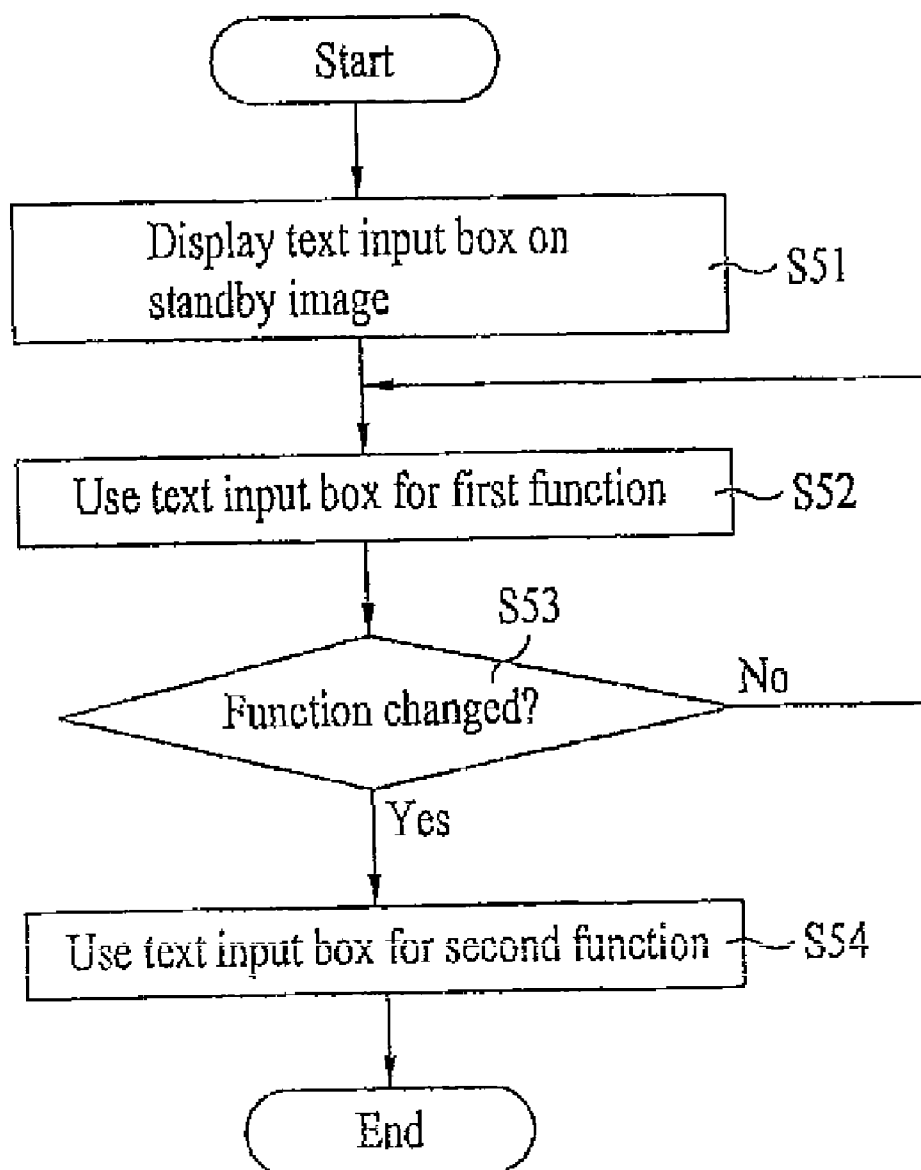 Start
Display text input box on
standby image
S51
Use text input box for first function
S52
S53
Function changed?
No
Yes
Use text input box for second function
S54
End